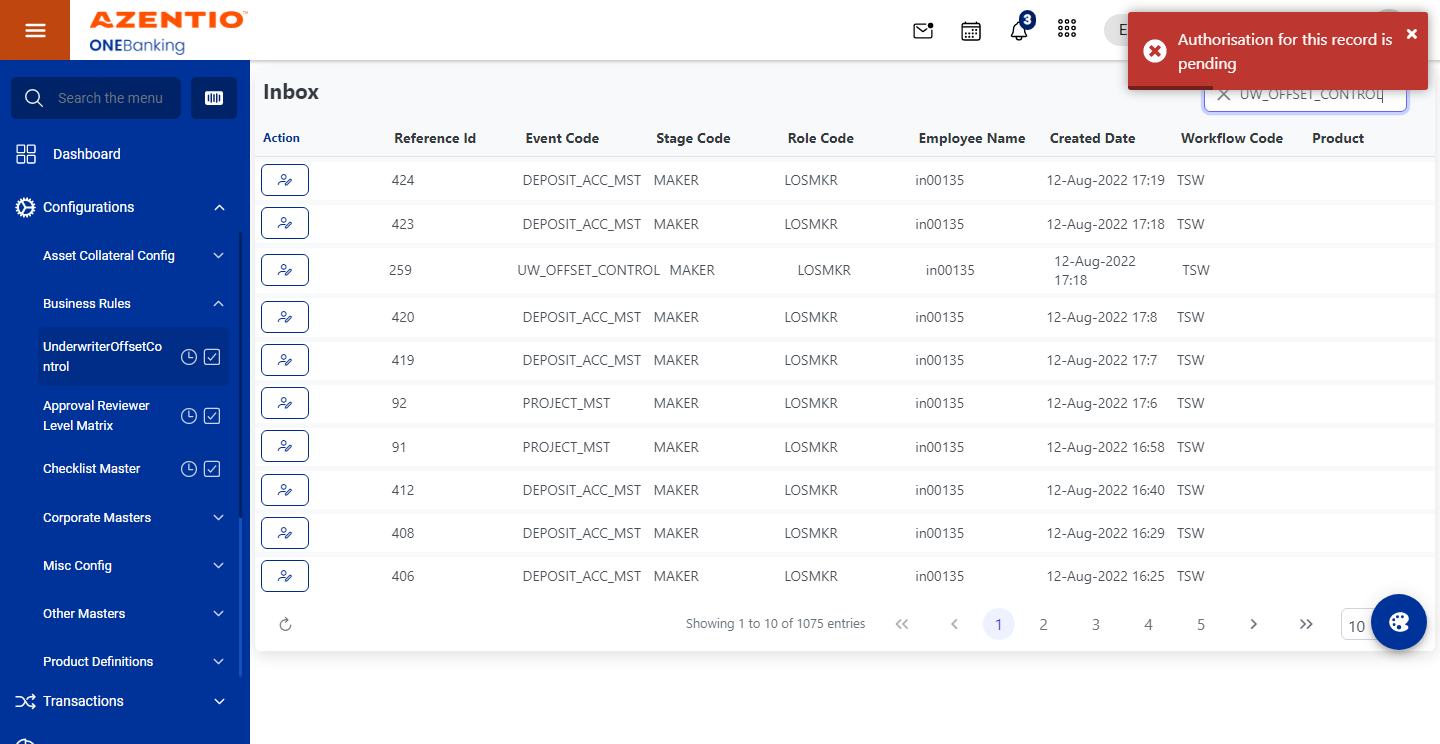 AZENTIO™
ONEBanking
3
E
Authorisation for this record is
pending
Search the menu
Inbox
UW_OFFSET_CONTROL
Dashboard
Configurations
Asset Collateral Config
Business Rules
UnderwriterOffsetCo
ntrol
Approval Reviewer
Level Matrix
Checklist Master
Corporate Masters
Misc Config
Other Masters
Product Definitions
Transactions
Action Reference Id Event Code Stage Code Role Code Employee Name Created Date Workflow Code Product
424 DEPOSIT_ACC_MST MAKER LOSMKR in00135 12-Aug-2022 17:19 TSW
423 DEPOSIT_ACC_MST MAKER LOSMKR in00135 12-Aug-2022 17:18 TSW
259 UW_OFFSET_CONTROL MAKER LOSMKR in00135 12-Aug-2022 TSW
17:18
420 DEPOSIT_ACC_MST MAKER LOSMKR in00135 12-Aug-2022 17:8 TSW
419 DEPOSIT_ACC_MST MAKER LOSMKR in00135 12-Aug-2022 17:7 TSW
92 PROJECT_MST MAKER LOSMKR in00135 12-Aug-2022 17:6 TSW
91 PROJECT_MST MAKER LOSMKR in00135 12-Aug-2022 16:58 TSW
412 DEPOSIT_ACC_MST MAKER LOSMKR in00135 12-Aug-2022 16:40 TSW
408 DEPOSIT_ACC_MST MAKER LOSMKR in00135 12-Aug-2022 16:29 TSW
406 DEPOSIT_ACC_MST MAKER LOSMKR in00135 12-Aug-2022 16:25 TSW
Showing 1 to 10 of 1075 entries 1 2 3 4 5 10